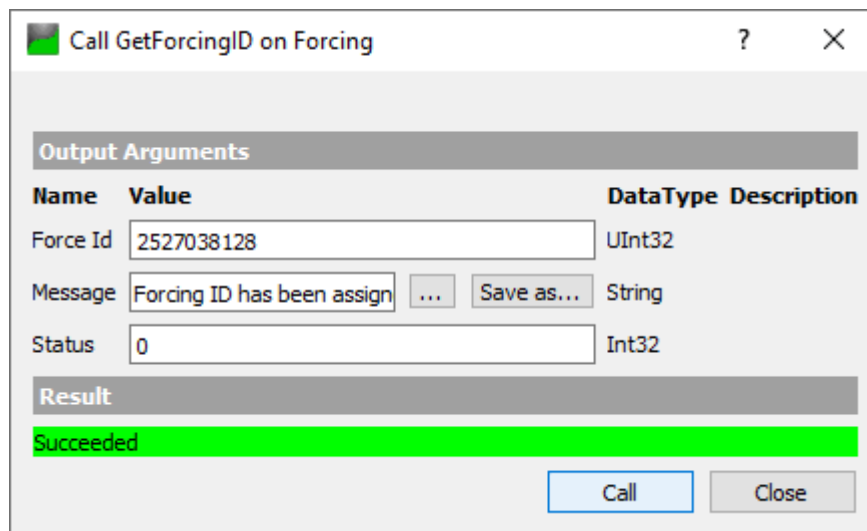 Call GetForcingID on Forcing ?
Output Arguments
Name Value DataType Description
Force Id 2527038128 UInt32
Message Forcing ID has been assign ... Save as... String
Status 0 Int32
Result
Succeeded
Call Close